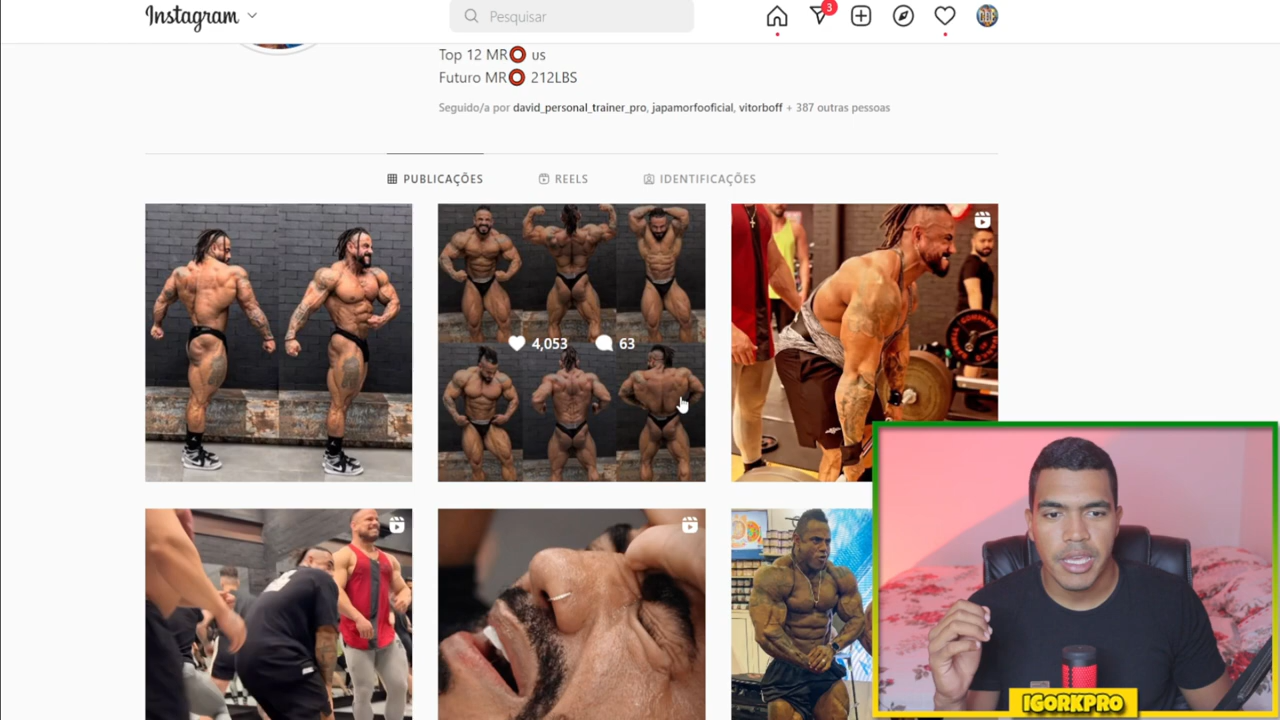 Instagram
Pesquisar
3
Top 12 MR⭕ us
Futuro MR⭕ 212LBS
Seguido/a por david_personal_trainer_pro, japamorfooficial, vitorboff + 387 outras pessoas
PUBLICAÇÕES
REELS
IDENTIFICAÇÕES
4,053
63
IGORKPRO